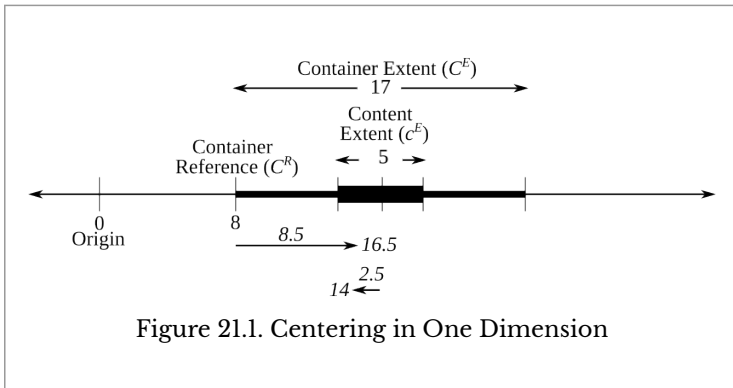 Container Extent (C^E)
17
Content
Extent (c^E)
5
Container
Reference (C^R)
0
Origin
8
8.5
16.5
2.5
14
Figure 21.1. Centering in One Dimension